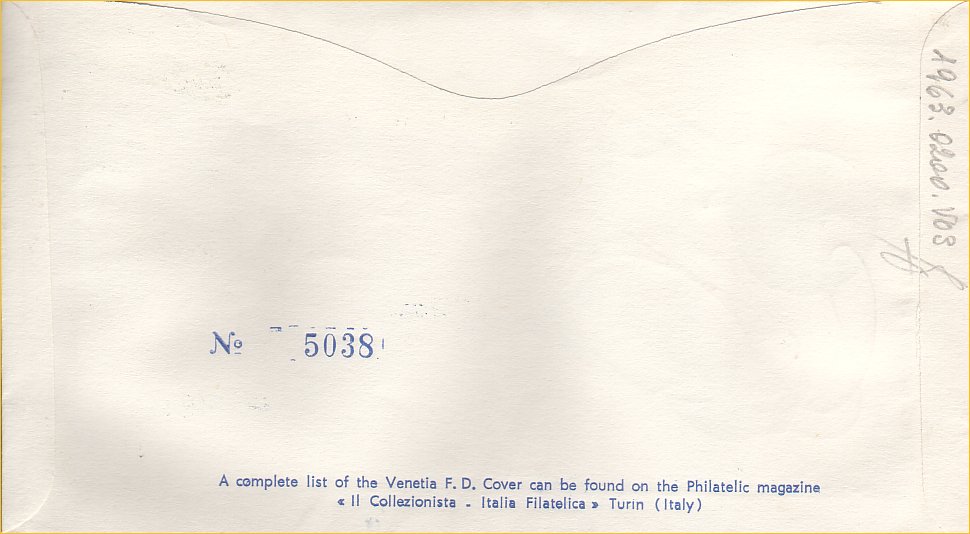 1963.0200.VDS
Nº 5038
A complete list of the Venetia F. D. Cover can be found on the Philatelic magazine
« Il Collezionista - Italia Filatelica » Turin (Italy)